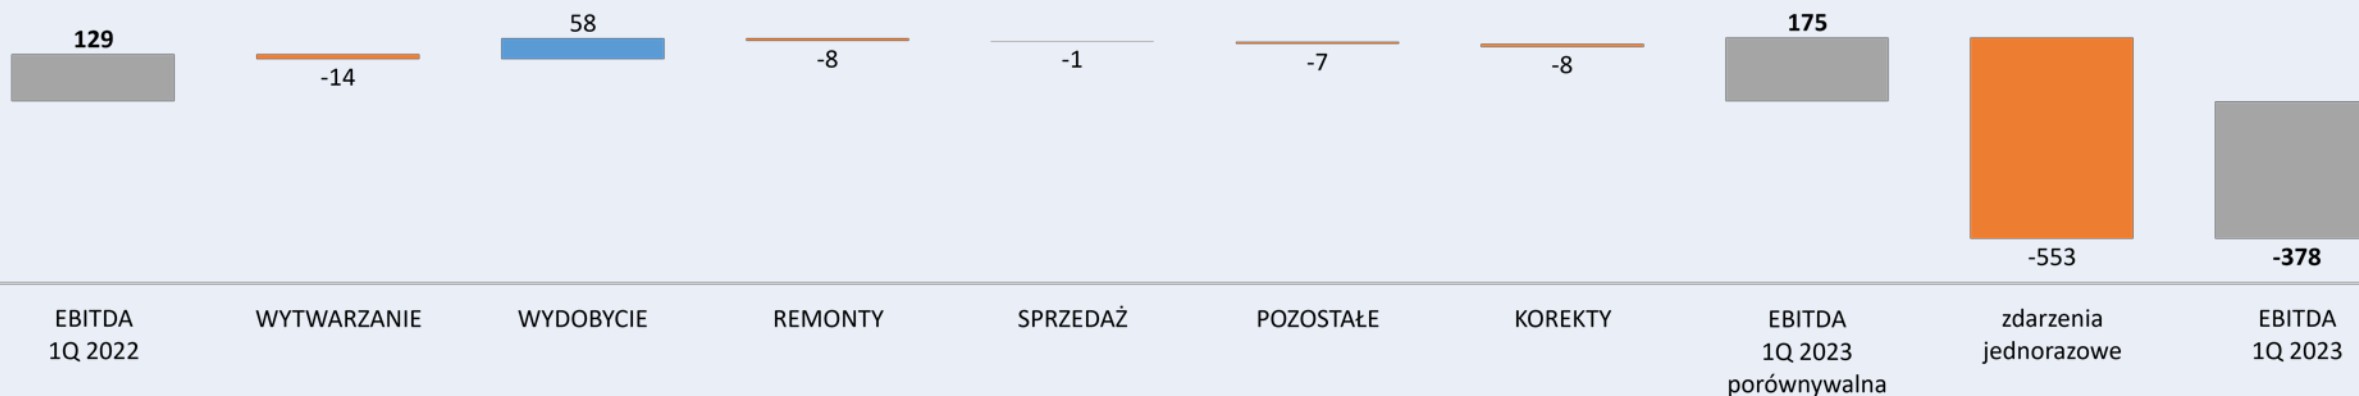 129
-14
58
-8
-1
-7
-8
175
-553
-378
EBITDA
1Q 2022
WYTWARZANIE
WYDOBYCIE
REMONTY
SPRZEDAŻ
POZOSTAŁE
KOREKTY
EBITDA
1Q 2023
porównywalna
zdarzenia
jednorazowe
EBITDA
1Q 2023